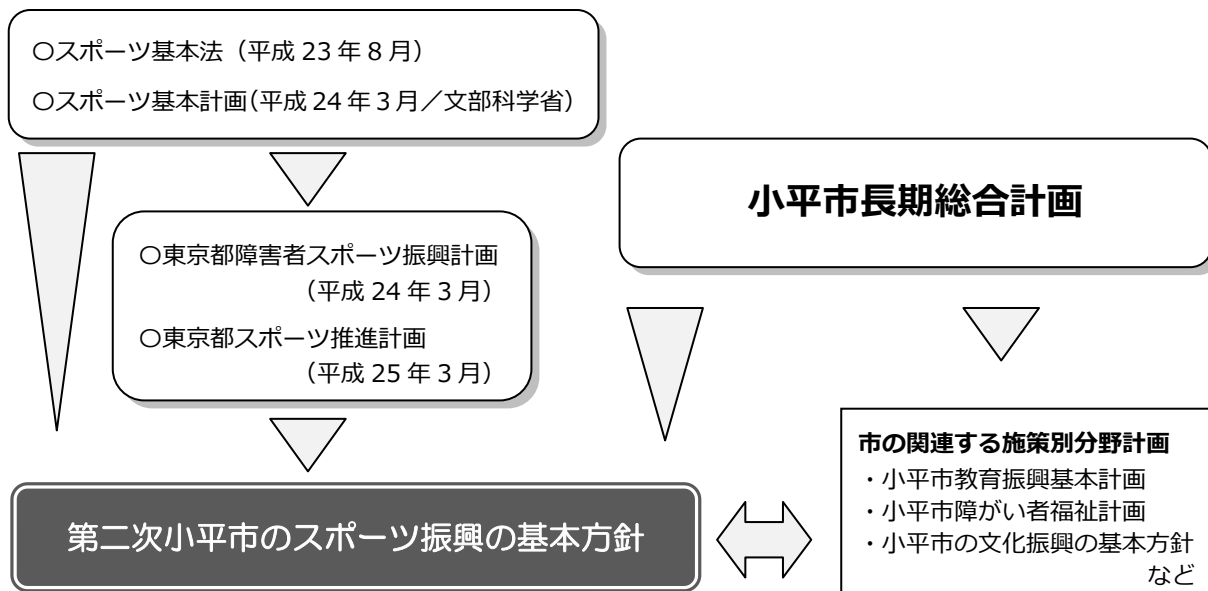 〇スポーツ基本法（平成 23 年 8 月）
〇スポーツ基本計画(平成 24 年 3 月／文部科学省)
小平市長期総合計画
〇東京都障害者スポーツ振興計画
（平成 24 年 3 月）
〇東京都スポーツ推進計画
（平成 25 年 3 月）
市の関連する施策別分野計画
・小平市教育振興基本計画
・小平市障がい者福祉計画
・小平市の文化振興の基本方針
など
第二次小平市のスポーツ振興の基本方針